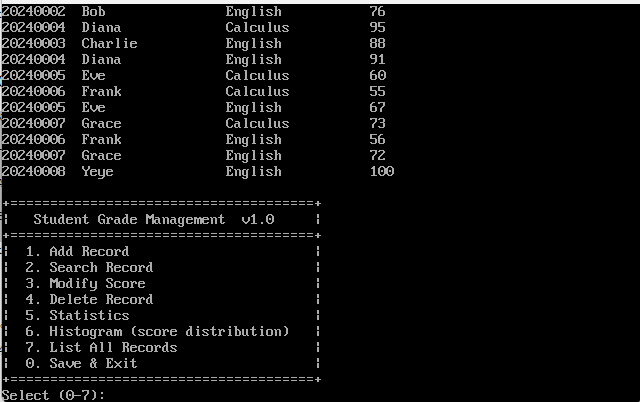 20240002  Bob               English           76
20240004  Diana             Calculus          95
20240003  Charlie           English           88
20240004  Diana             English           91
20240005  Eve               Calculus          60
20240006  Frank             Calculus          55
20240005  Eve               English           67
20240007  Grace             Calculus          73
20240006  Frank             English           56
20240007  Grace             English           72
20240008  Yeye              English           100
+======================================+
¦   Student Grade Management  v1.0     ¦
+======================================+
¦  1. Add Record                       ¦
¦  2. Search Record                    ¦
¦  3. Modify Score                     ¦
¦  4. Delete Record                    ¦
¦  5. Statistics                       ¦
¦  6. Histogram (score distribution)   ¦
¦  7. List All Records                 ¦
¦  0. Save & Exit                      ¦
+======================================+
Select (0-7):